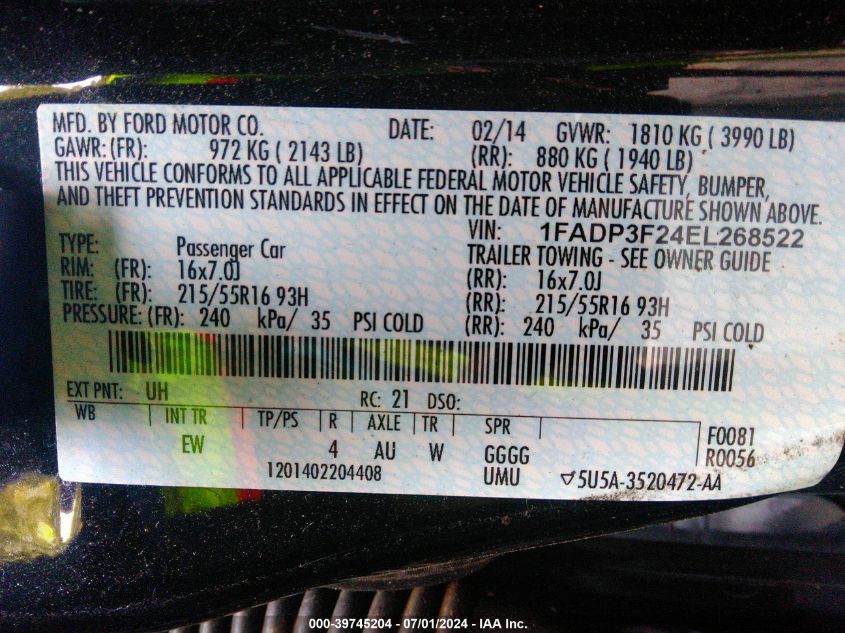 MFD. BY FORD MOTOR CO. DATE: 02/14 GVWR: 1810 KG ( 3990 LB)
GAWR: (FR): 972 KG ( 2143 LB) (RR): 880 KG ( 1940 LB)
THIS VEHICLE CONFORMS TO ALL APPLICABLE FEDERAL MOTOR VEHICLE SAFETY, BUMPER,
AND THEFT PREVENTION STANDARDS IN EFFECT ON THE DATE OF MANUFACTURE SHOWN ABOVE.
VIN: 1FADP3F24EL268522
TYPE: Passenger Car TRAILER TOWING - SEE OWNER GUIDE
RIM: (FR): 16x7.0J (RR): 16x7.0J
TIRE: (FR): 215/55R16 93H (RR): 215/55R16 93H
PRESSURE: (FR): 240 kPa/ 35 PSI COLD (RR): 240 kPa/ 35 PSI COLD
EXT PNT: UH RC: 21 DSO:
WB INT TR TP/PS R AXLE TR SPR F0081
EW 4 AU W GGGG R0056
1201402204408 UMU 5U5A-3520472-AA
000-39745204 - 07/01/2024 - IAA Inc.